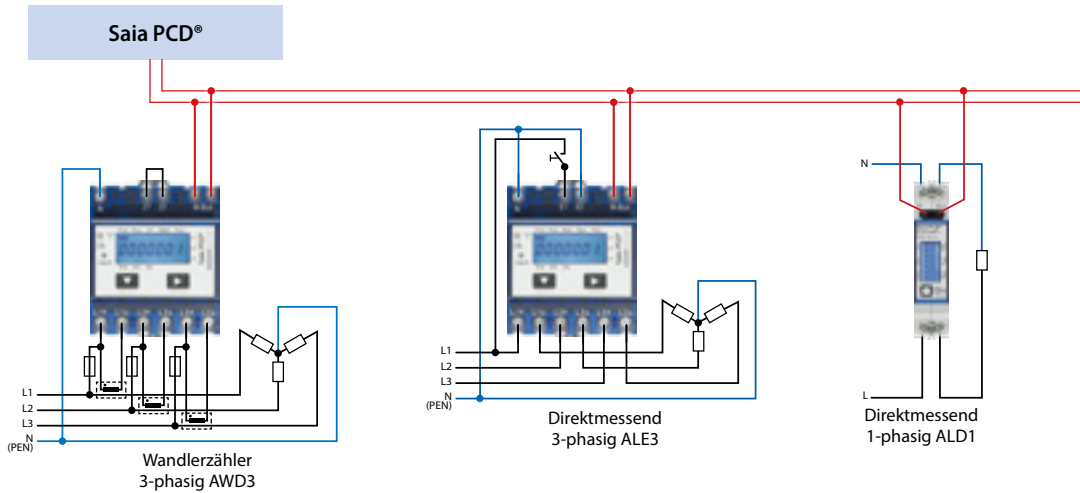 Saia PCD®
N
L1
L2
L3
N
(PEN)
Wandlerzähler
3-phasig AWD3
L1
L2
L3
N
(PEN)
Direktmessend
3-phasig ALE3
N
L
Direktmessend
1-phasig ALD1